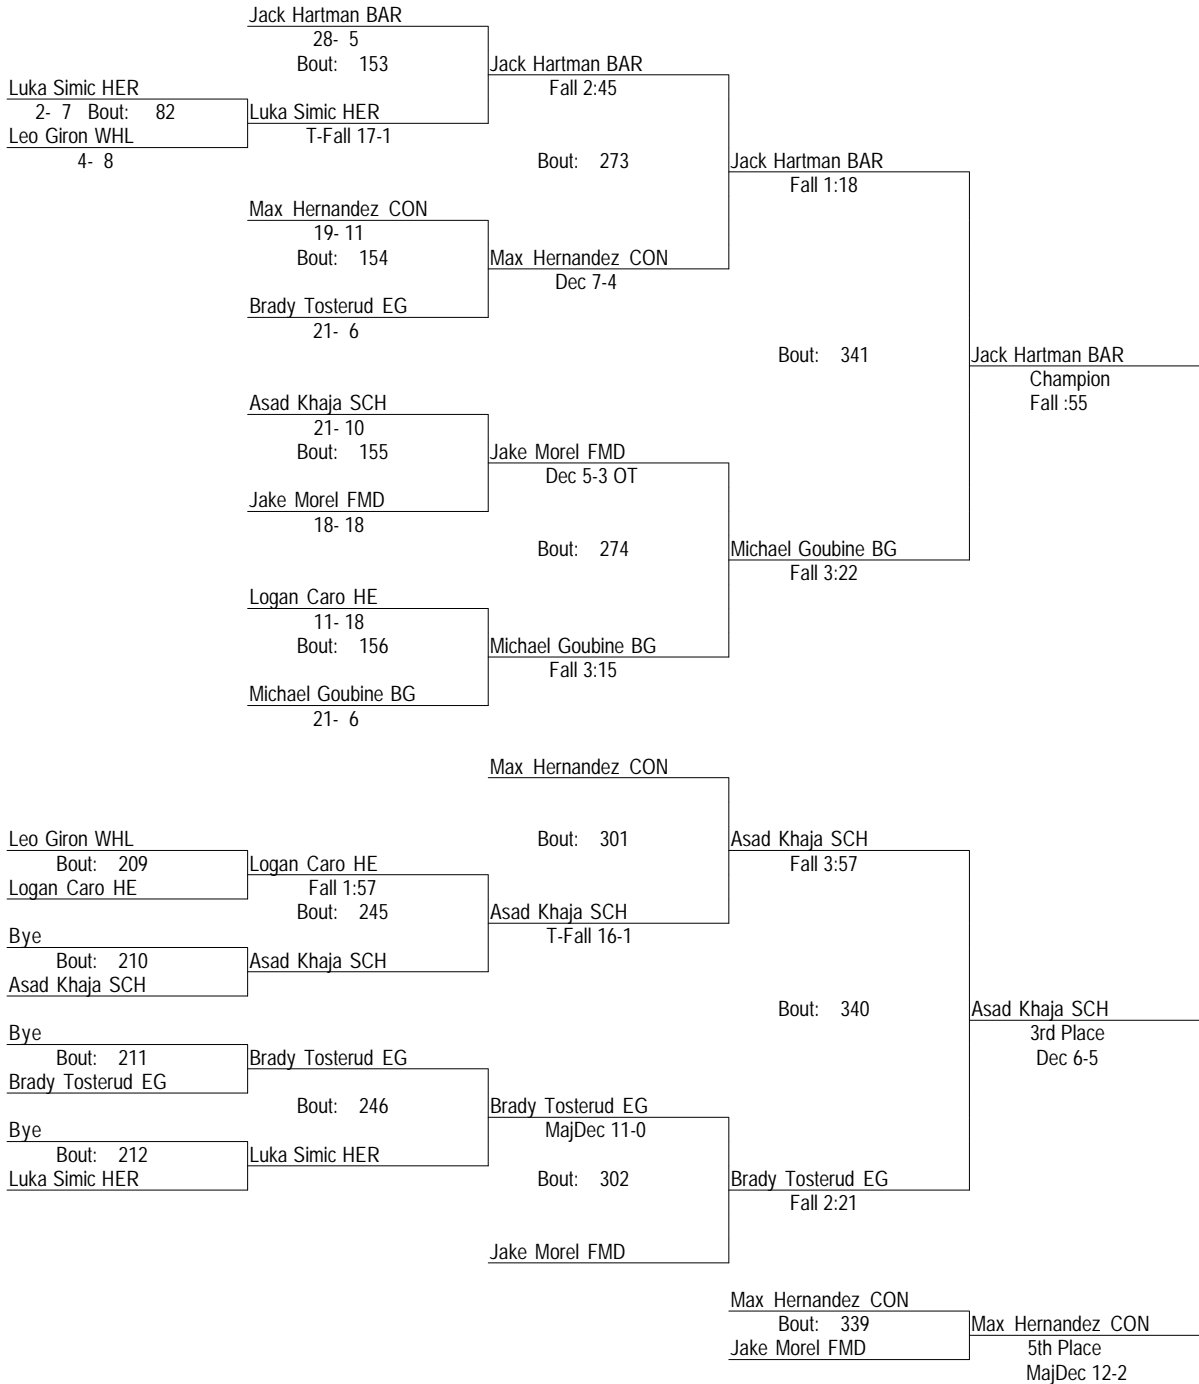 Jack Hartman BAR
28- 5
Bout: 153
Jack Hartman BAR
Fall 2:45
Luka Simic HER
2- 7 Bout: 82
Luka Simic HER
T-Fall 17-1
Leo Giron WHL
4- 8
Bout: 273
Jack Hartman BAR
Fall 1:18
Max Hernandez CON
19- 11
Bout: 154
Max Hernandez CON
Dec 7-4
Brady Tosterud EG
21- 6
Bout: 341
Jack Hartman BAR
Champion
Fall :55
Asad Khaja SCH
21- 10
Bout: 155
Jake Morel FMD
Dec 5-3 OT
Jake Morel FMD
18- 18
Bout: 274
Michael Goubine BG
Fall 3:22
Logan Caro HE
11- 18
Bout: 156
Michael Goubine BG
Fall 3:15
Michael Goubine BG
21- 6
Max Hernandez CON
Bout: 301
Asad Khaja SCH
Fall 3:57
Leo Giron WHL
Bout: 209
Logan Caro HE
Logan Caro HE
Fall 1:57
Bout: 245
Asad Khaja SCH
T-Fall 16-1
Bye
Bout: 210
Asad Khaja SCH
Asad Khaja SCH
Bout: 340
Asad Khaja SCH
3rd Place
Dec 6-5
Bye
Bout: 211
Brady Tosterud EG
Brady Tosterud EG
Bout: 246
Brady Tosterud EG
MajDec 11-0
Bye
Bout: 212
Luka Simic HER
Luka Simic HER
Bout: 302
Brady Tosterud EG
Fall 2:21
Jake Morel FMD
Max Hernandez CON
Bout: 339
Jake Morel FMD
Max Hernandez CON
5th Place
MajDec 12-2